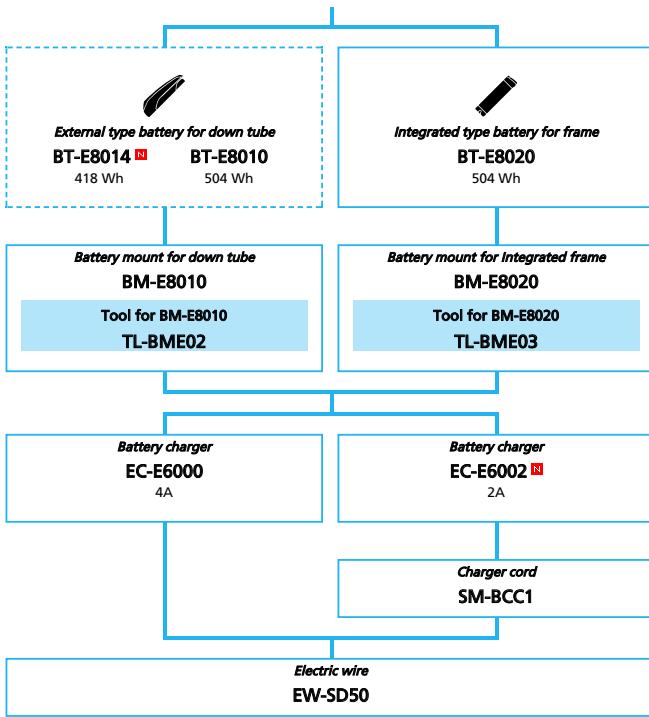 External type battery for down tube
BT-E8014 N BT-E8010
418 Wh 504 Wh
Integrated type battery for frame
BT-E8020
504 Wh
Battery mount for down tube
BM-E8010
Tool for BM-E8010
TL-BME02
Battery mount for Integrated frame
BM-E8020
Tool for BM-E8020
TL-BME03
Battery charger
EC-E6000
4A
Battery charger
EC-E6002 N
2A
Charger cord
SM-BCC1
Electric wire
EW-SD50